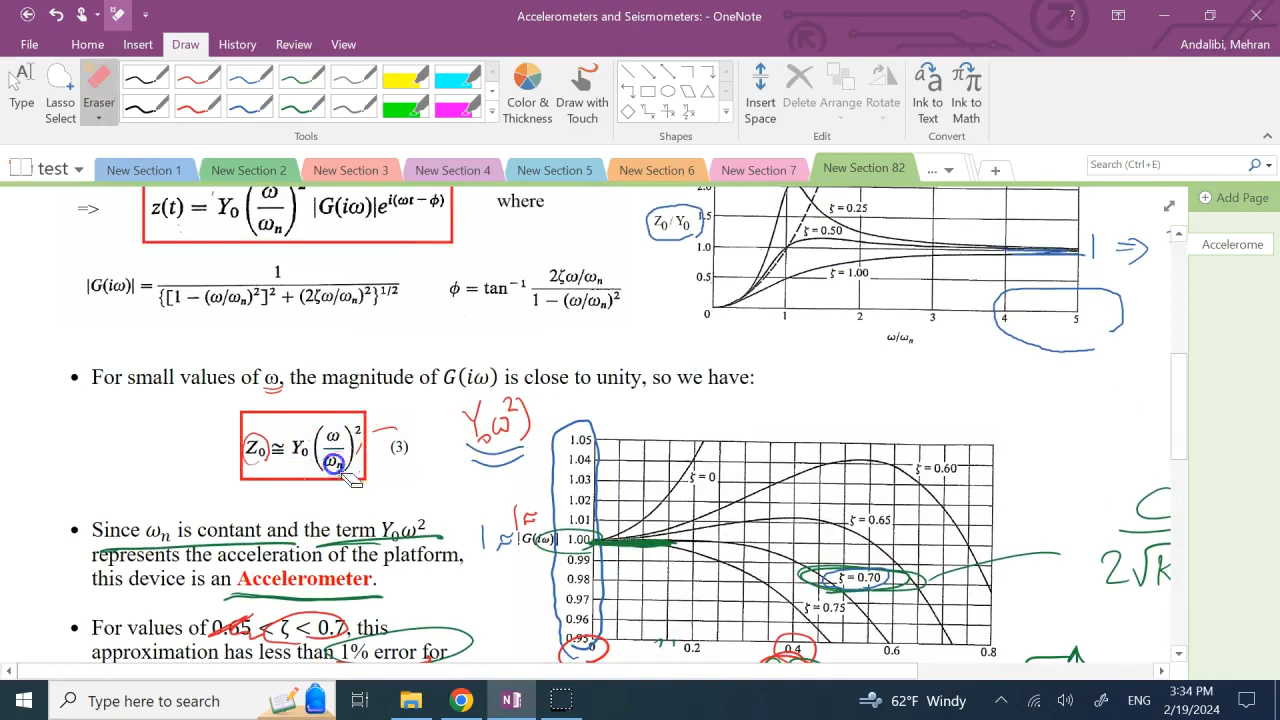 Accelerometers and Seismometers: - OneNote
Andalibi, Mehran
File Home Insert Draw History Review View
Type Lasso Select Eraser
Color & Thickness Draw with Touch
Insert Space Delete Arrange Rotate
Ink to Text Ink to Math
Tools Shapes Edit Convert
test New Section 1 New Section 2 New Section 3 New Section 4 New Section 5 New Section 6 New Section 7 New Section 82 ... + Search (Ctrl+E)
Add Page
Accelerome
=> z(t) = Y₀(ω/ωₙ)² |G(iω)|e^{i(ωt − φ)} where
|G(iω)| = 1/{[1 − (ω/ωₙ)²]² + (2ζω/ωₙ)²}^{1/2} φ = tan⁻¹ (2ζω/ωₙ)/(1 − (ω/ωₙ)²)
Z₀/Y₀
2.0
1.5
1.0
0.5
0 1 2 3 4 5
ω/ωₙ
ζ = 0.25
ζ = 0.50
ζ = 1.00
1 ⇒
• For small values of ω, the magnitude of G(iω) is close to unity, so we have:
Z₀ ≅ Y₀(ω/ωₙ)² (3)
Y₀ω²)
• Since ωₙ is contant and the term Y₀ω²
represents the acceleration of the platform,
this device is an Accelerometer.
• For values of 0.65 < ζ < 0.7, this
approximation has less than 1% error for
1 ≈
1 ≈ |G(iω)|
1.05
1.04
1.03
1.02
1.01
1.00
0.99
0.98
0.97
0.96
0.95
0 0.2 0.4 0.6 0.8
ζ = 0
ζ = 0.60
ζ = 0.65
ζ = 0.70
ζ = 0.75
C
2√k
Type here to search
62°F Windy
ENG
3:34 PM
2/19/2024